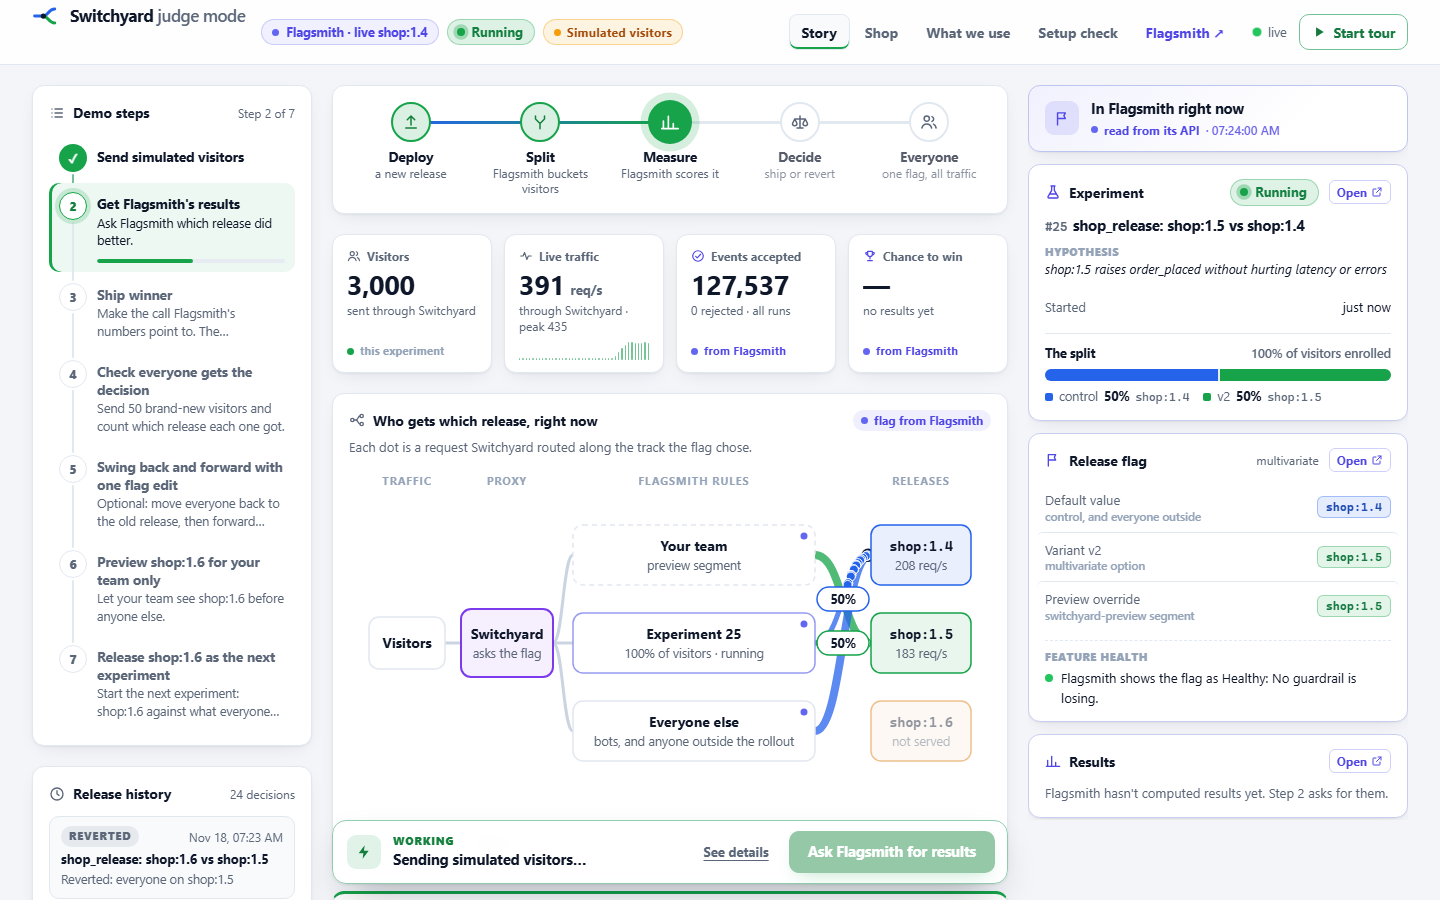 Switchyard judge mode
Flagsmith · live shop:1.4
Running
Simulated visitors
Story
Shop
What we use
Setup check
Flagsmith ↗
live
Start tour
Demo steps
Step 2 of 7
Send simulated visitors
2
Get Flagsmith's results
Ask Flagsmith which release did
better.
3
Ship winner
Make the call Flagsmith's
numbers point to. The...
4
Check everyone gets the
decision
Send 50 brand-new visitors and
count which release each one got.
5
Swing back and forward with
one flag edit
Optional: move everyone back to
the old release, then forward...
6
Preview shop:1.6 for your
team only
Let your team see shop:1.6 before
anyone else.
7
Release shop:1.6 as the next
experiment
Start the next experiment:
shop:1.6 against what everyone...
Release history
24 decisions
REVERTED
Nov 18, 07:23 AM
shop_release: shop:1.6 vs shop:1.5
Reverted: everyone on shop:1.5
Deploy
a new release
Split
Flagsmith buckets
visitors
Measure
Flagsmith scores it
Decide
ship or revert
Everyone
one flag, all traffic
Visitors
3,000
sent through Switchyard
this experiment
Live traffic
391 req/s
through Switchyard ·
peak 435
Events accepted
127,537
0 rejected · all runs
from Flagsmith
Chance to win
—
no results yet
from Flagsmith
Who gets which release, right now
flag from Flagsmith
Each dot is a request Switchyard routed along the track the flag chose.
TRAFFIC
PROXY
FLAGSMITH RULES
RELEASES
Visitors
Switchyard
asks the flag
Your team
preview segment
Experiment 25
100% of visitors · running
Everyone else
bots, and anyone outside the rollout
50%
50%
shop:1.4
208 req/s
shop:1.5
183 req/s
shop:1.6
not served
WORKING
Sending simulated visitors...
See details
Ask Flagsmith for results
In Flagsmith right now
read from its API · 07:24:00 AM
Experiment
Running
Open
#25 shop_release: shop:1.5 vs shop:1.4
HYPOTHESIS
shop:1.5 raises order_placed without hurting latency or errors
Started
just now
The split
100% of visitors enrolled
control 50% shop:1.4
v2 50% shop:1.5
Release flag
multivariate
Open
Default value
control, and everyone outside
shop:1.4
Variant v2
multivariate option
shop:1.5
Preview override
switchyard-preview segment
shop:1.5
FEATURE HEALTH
Flagsmith shows the flag as Healthy: No guardrail is
losing.
Results
Open
Flagsmith hasn't computed results yet. Step 2 asks for them.